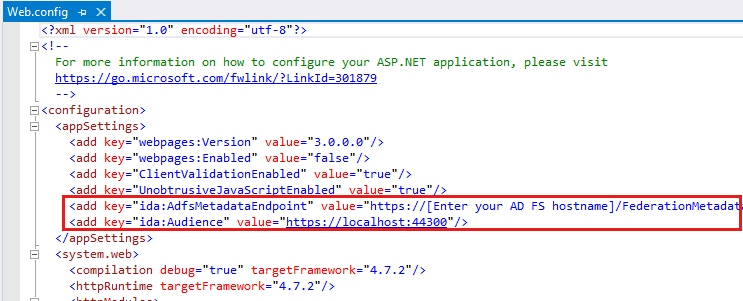 Web.config
<?xml version="1.0" encoding="utf-8"?>
<!--
For more information on how to configure your ASP.NET application, please visit
https://go.microsoft.com/fwlink/?LinkId=301879
-->
<configuration>
<appSettings>
<add key="webpages:Version" value="3.0.0.0"/>
<add key="webpages:Enabled" value="false"/>
<add key="ClientValidationEnabled" value="true"/>
<add key="UnobtrusiveJavaScriptEnabled" value="true"/>
<add key="ida:AdfsMetadataEndpoint" value="https://[Enter your AD FS hostname]/FederationMetadata
<add key="ida:Audience" value="https://localhost:44300"/>
</appSettings>
<system.web>
<compilation debug="true" targetFramework="4.7.2"/>
<httpRuntime targetFramework="4.7.2"/>
<httpModules>